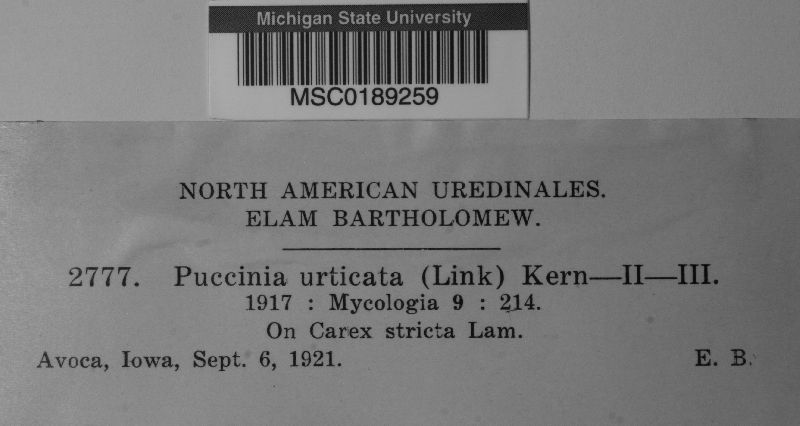 Michigan State University
MSC0189259
NORTH AMERICAN UREDINALES.
ELAM BARTHOLOMEW.
2777. Puccinia urticata (Link) Kern—II—III.
1917 : Mycologia 9 : 214.
On Carex stricta Lam.
Avoca, Iowa, Sept. 6, 1921. E. B.